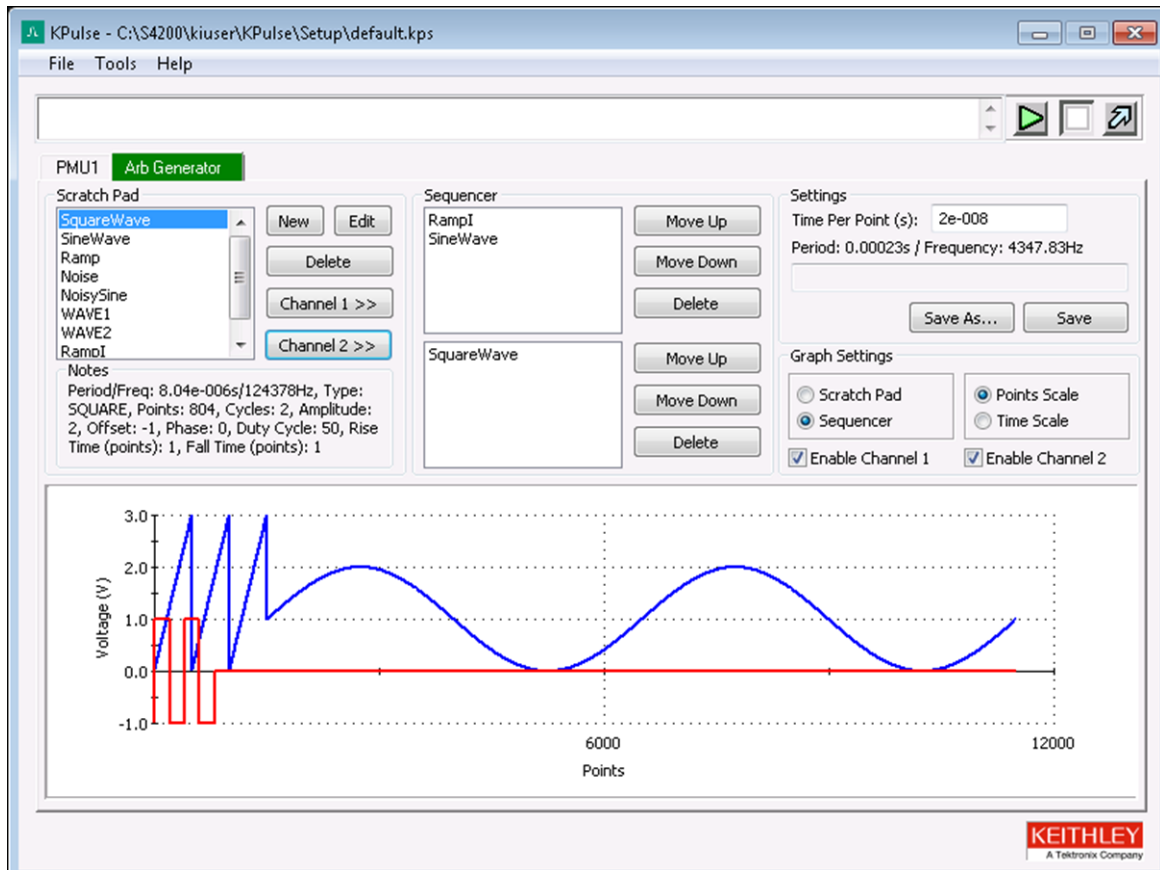 KPulse - C:\S4200\kiuser\KPulse\Setup\default.kps
File Tools Help
PMU1 Arb Generator
Scratch Pad
SquareWave
SineWave
Ramp
Noise
NoisySine
WAVE1
WAVE2
RampI
New Edit
Delete
Channel 1 >>
Channel 2 >>
Notes
Period/Freq: 8.04e-006s/124378Hz, Type:
SQUARE, Points: 804, Cycles: 2, Amplitude:
2, Offset: -1, Phase: 0, Duty Cycle: 50, Rise
Time (points): 1, Fall Time (points): 1
Sequencer
RampI
SineWave
Move Up
Move Down
Delete
SquareWave
Move Up
Move Down
Delete
Settings
Time Per Point (s): 2e-008
Period: 0.00023s / Frequency: 4347.83Hz
Save As... Save
Graph Settings
Scratch Pad
Sequencer
Points Scale
Time Scale
Enable Channel 1 Enable Channel 2
Voltage (V)
3.0
2.0
1.0
0.0
-1.0
6000 12000
Points
KEITHLEY
A Tektronix Company